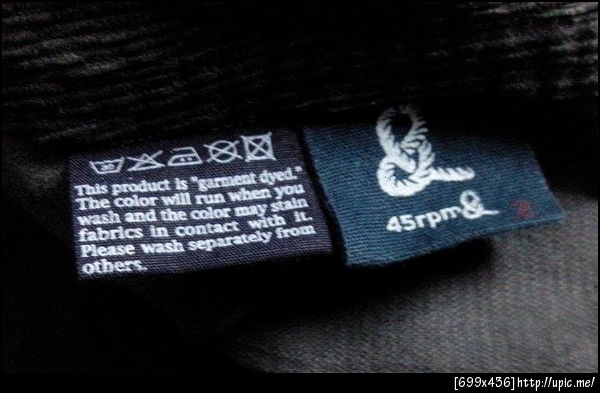 This product is "garment dyed."
The color will run when you
wash and the color may stain
fabrics in contact with it.
Please wash separately from
others.
45rpm&
[699x456]http://upic.me/